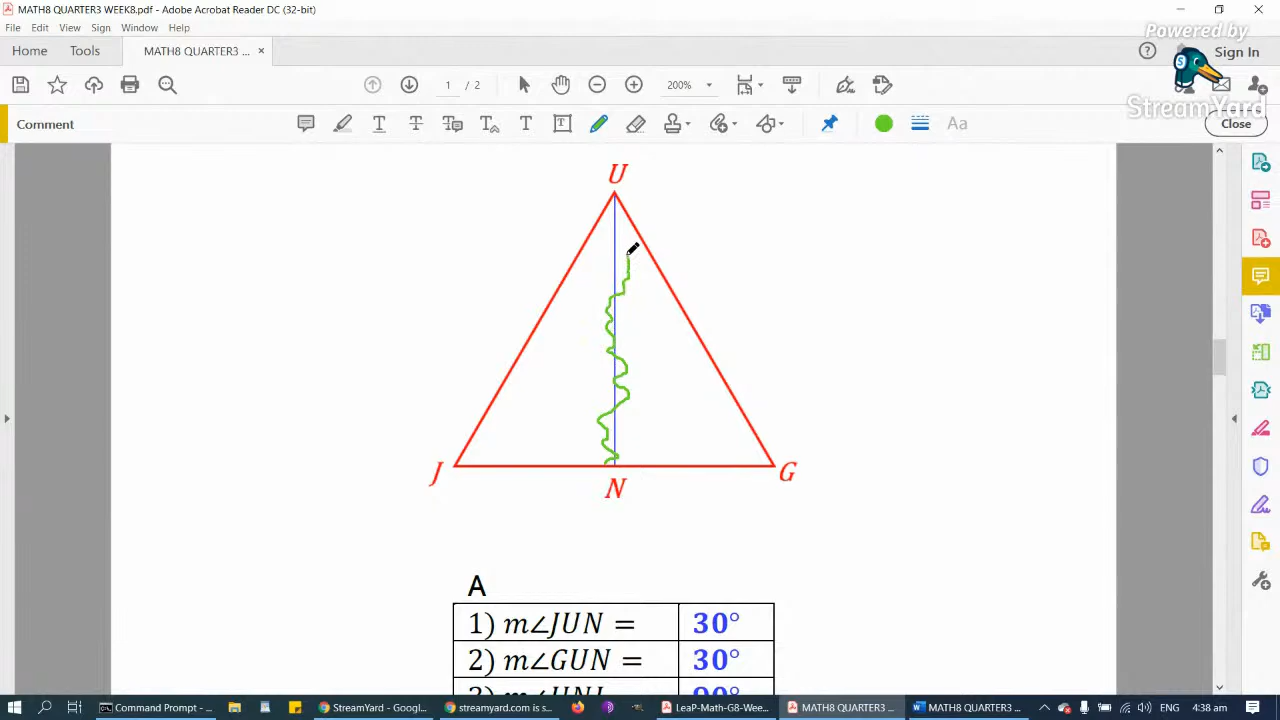 MATH8 QUARTER3 WEEK8.pdf - Adobe Acrobat Reader DC (32-bit)
File Edit View Sign Window Help
Powered by
Home Tools MATH8 QUARTER3 ... × Sign In
1 / 2 200%
StreamYard
Comment Aa Close
U
J G
N
A
1) m∠JUN = 30°
2) m∠GUN = 30°
Command Prompt - StreamYard - Googl... streamyard.com is s... LeaP-Math-G8-Wee... MATH8 QUARTER3 ... MATH8 QUARTER3 ... ENG 4:38 am